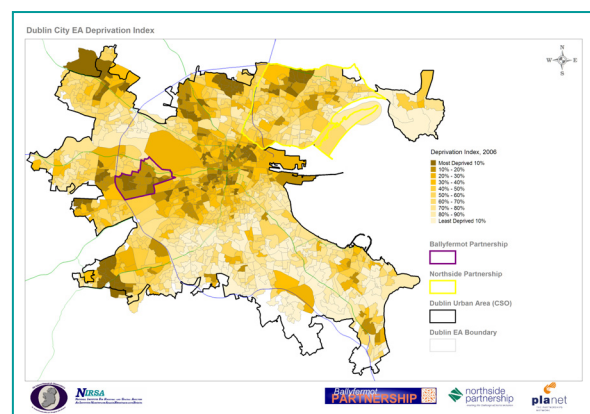 Dublin City EA Deprivation Index
N
W
E
S
Deprivation Index, 2006
Most Deprived 10%
10% - 20%
20% - 30%
30% - 40%
40% - 50%
50% - 60%
60% - 70%
70% - 80%
80% - 90%
Least Deprived 10%
Ballyfermot Partnership
Northside Partnership
Dublin Urban Area (CSO)
Dublin EA Boundary
NIRSA
Ballyfermot
PARTNERSHIP
northside
partnership
planet